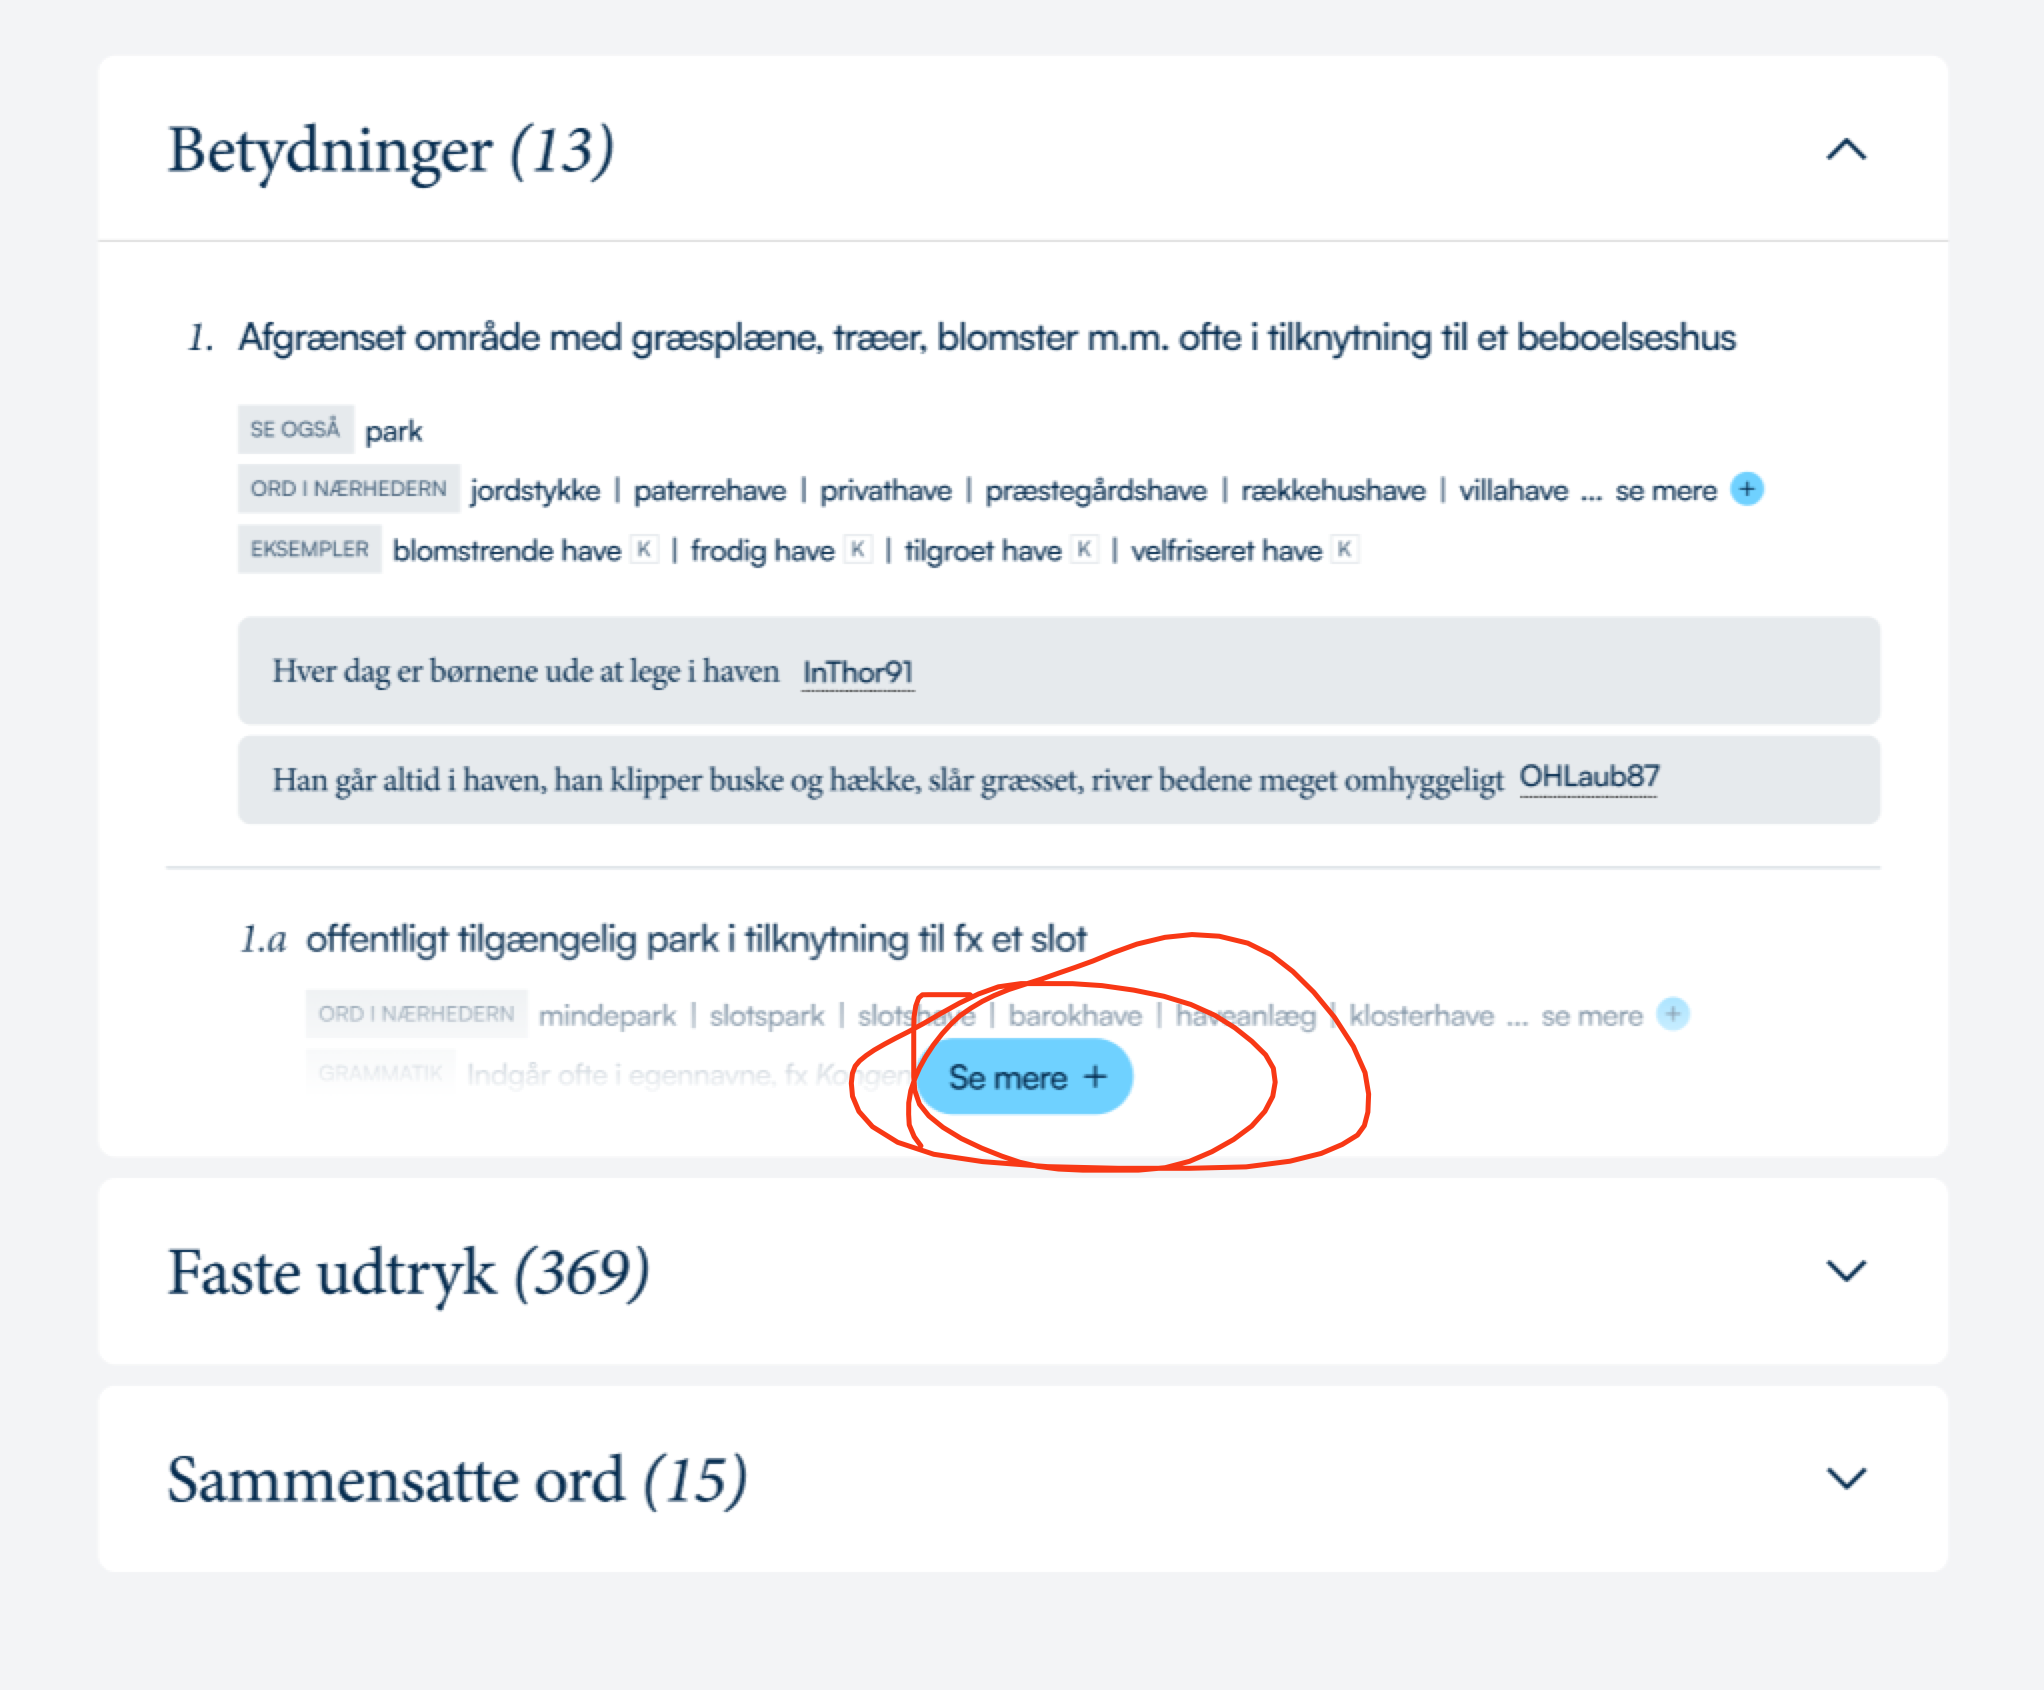 Betydninger (13)
1. Afgrænset område med græsplæne, træer, blomster m.m. ofte i tilknytning til et beboelseshus
SE OGSÅ park
ORD I NÆRHEDERN jordstykke | paterrehave | privathave | præstegårdshave | rækkehushave | villahave ... se mere +
EKSEMPLER blomstrende have K | frodig have K | tilgroet have K | velfriseret have K
Hver dag er børnene ude at lege i haven InThor91
Han går altid i haven, han klipper buske og hække, slår græsset, river bedene meget omhyggeligt OHLaub87
1.a offentligt tilgængelig park i tilknytning til fx et slot
ORD I NÆRHEDERN mindepark | slotspark | slotshave | barokhave | haveanlæg | klosterhave ... se mere +
GRAMMATIK Indgår ofte i egennavne, fx Kongen
Se mere +
Faste udtryk (369)
Sammensatte ord (15)